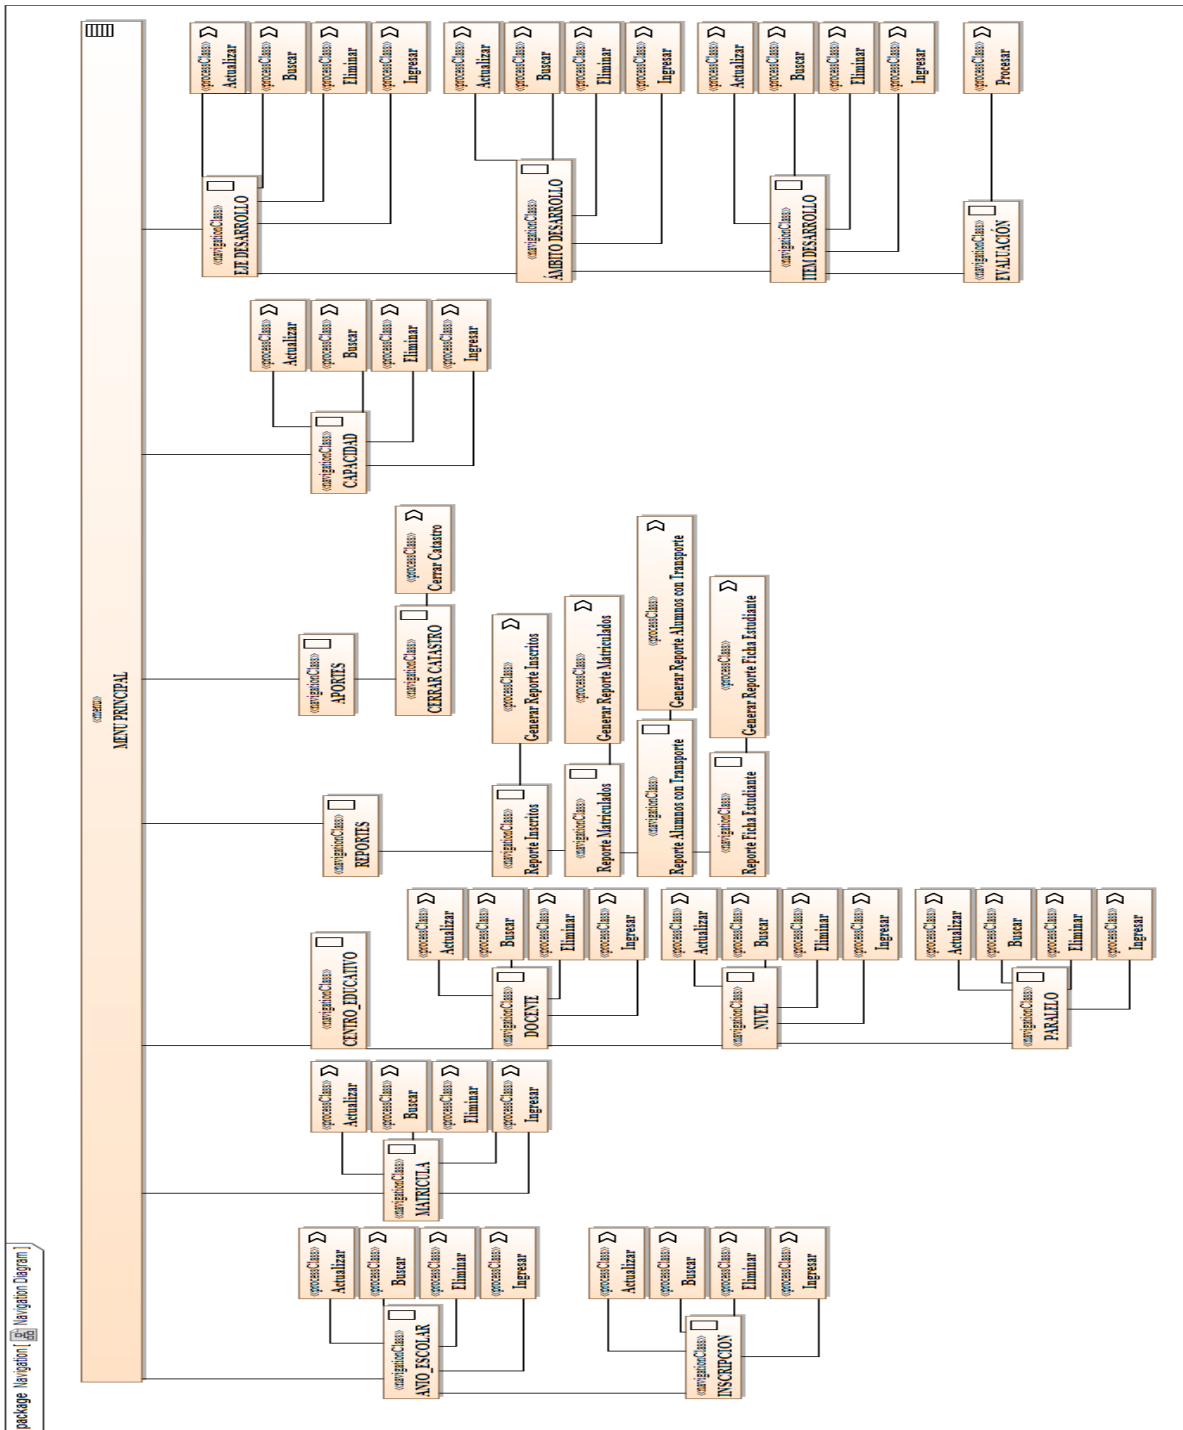 package Navigation [ Navigation Diagram ]
«menu»
MENU PRINCIPAL
«navigationClass»
ANIO_ESCOLAR
«processClass»
Actualizar
«processClass»
Buscar
«processClass»
Eliminar
«processClass»
Ingresar
«navigationClass»
INSCRIPCION
«processClass»
Actualizar
«processClass»
Buscar
«processClass»
Eliminar
«processClass»
Ingresar
«navigationClass»
MATRICULA
«processClass»
Actualizar
«processClass»
Buscar
«processClass»
Eliminar
«processClass»
Ingresar
«navigationClass»
CENTRO_EDUCATIVO
«navigationClass»
DOCENTE
«processClass»
Actualizar
«processClass»
Buscar
«processClass»
Eliminar
«processClass»
Ingresar
«navigationClass»
NIVEL
«processClass»
Actualizar
«processClass»
Buscar
«processClass»
Eliminar
«processClass»
Ingresar
«navigationClass»
PARALELO
«processClass»
Actualizar
«processClass»
Buscar
«processClass»
Eliminar
«processClass»
Ingresar
«navigationClass»
REPORTES
«navigationClass»
Reporte Inscritos
«processClass»
Generar Reporte Inscritos
«navigationClass»
Reporte Matriculados
«processClass»
Generar Reporte Matriculados
«navigationClass»
Reporte Alumnos con Transporte
«processClass»
Generar Reporte Alumnos con Transporte
«navigationClass»
Reporte Ficha Estudiante
«processClass»
Generar Reporte Ficha Estudiante
«navigationClass»
APORTES
«navigationClass»
CERRAR CATASTRO
«processClass»
Cerrar Catastro
«navigationClass»
CAPACIDAD
«processClass»
Actualizar
«processClass»
Buscar
«processClass»
Eliminar
«processClass»
Ingresar
«navigationClass»
EJE DESARROLLO
«processClass»
Actualizar
«processClass»
Buscar
«processClass»
Eliminar
«processClass»
Ingresar
«navigationClass»
ÁMBITO DESARROLLO
«processClass»
Actualizar
«processClass»
Buscar
«processClass»
Eliminar
«processClass»
Ingresar
«navigationClass»
ITEM DESARROLLO
«processClass»
Actualizar
«processClass»
Buscar
«processClass»
Eliminar
«processClass»
Ingresar
«navigationClass»
EVALUACIÓN
«processClass»
Procesar